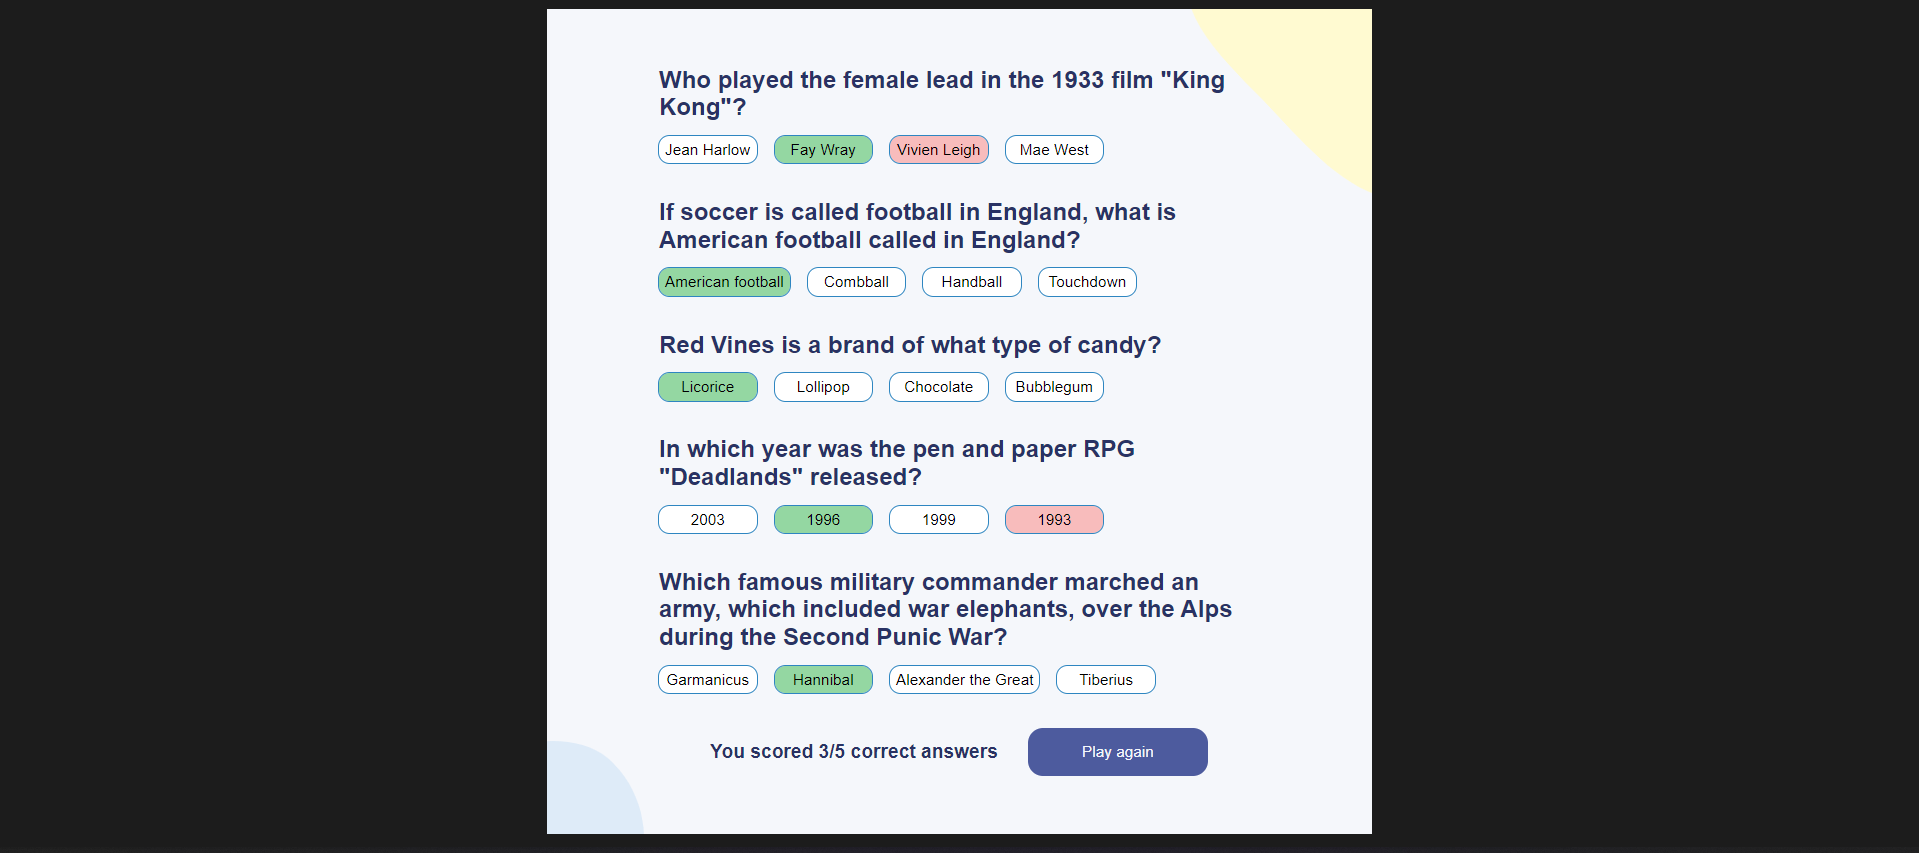 Who played the female lead in the 1933 film "King
Kong"?
Jean Harlow Fay Wray Vivien Leigh Mae West
If soccer is called football in England, what is
American football called in England?
American football Combball Handball Touchdown
Red Vines is a brand of what type of candy?
Licorice Lollipop Chocolate Bubblegum
In which year was the pen and paper RPG
"Deadlands" released?
2003 1996 1999 1993
Which famous military commander marched an
army, which included war elephants, over the Alps
during the Second Punic War?
Garmanicus Hannibal Alexander the Great Tiberius
You scored 3/5 correct answers Play again